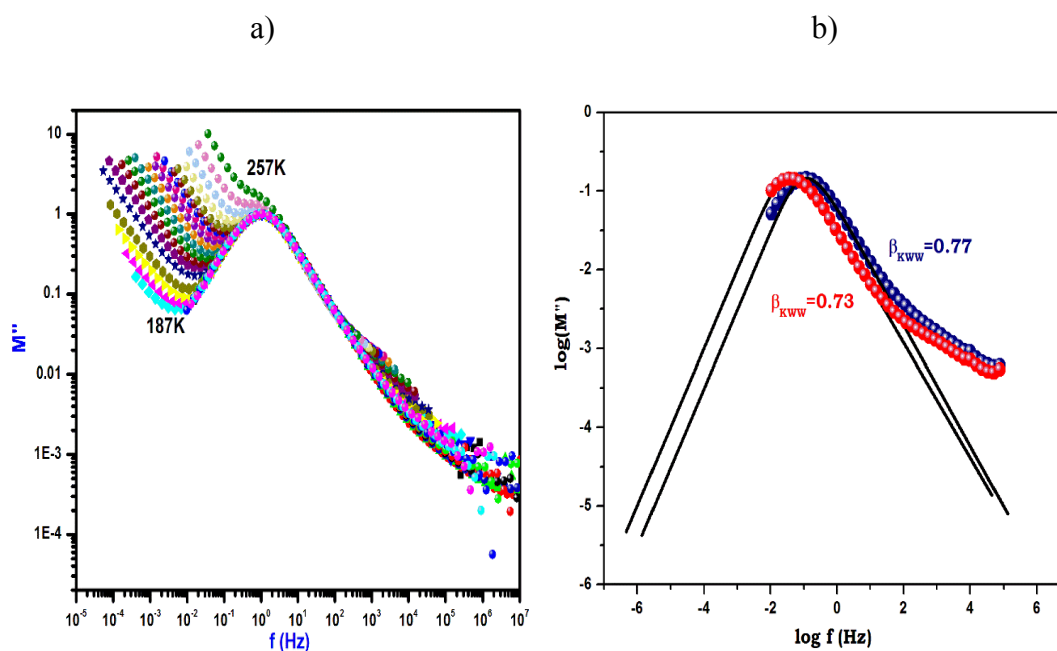 a)
b)
M''
10
1
0.1
0.01
1E-3
1E-4
257K
187K
10⁻⁵ 10⁻⁴ 10⁻³ 10⁻² 10⁻¹ 10⁰ 10¹ 10² 10³ 10⁴ 10⁵ 10⁶ 10⁷
f (Hz)
log(M'')
0
-1
-2
-3
-4
-5
-6
β_KWW=0.77
β_KWW=0.73
-6 -4 -2 0 2 4 6
log f (Hz)